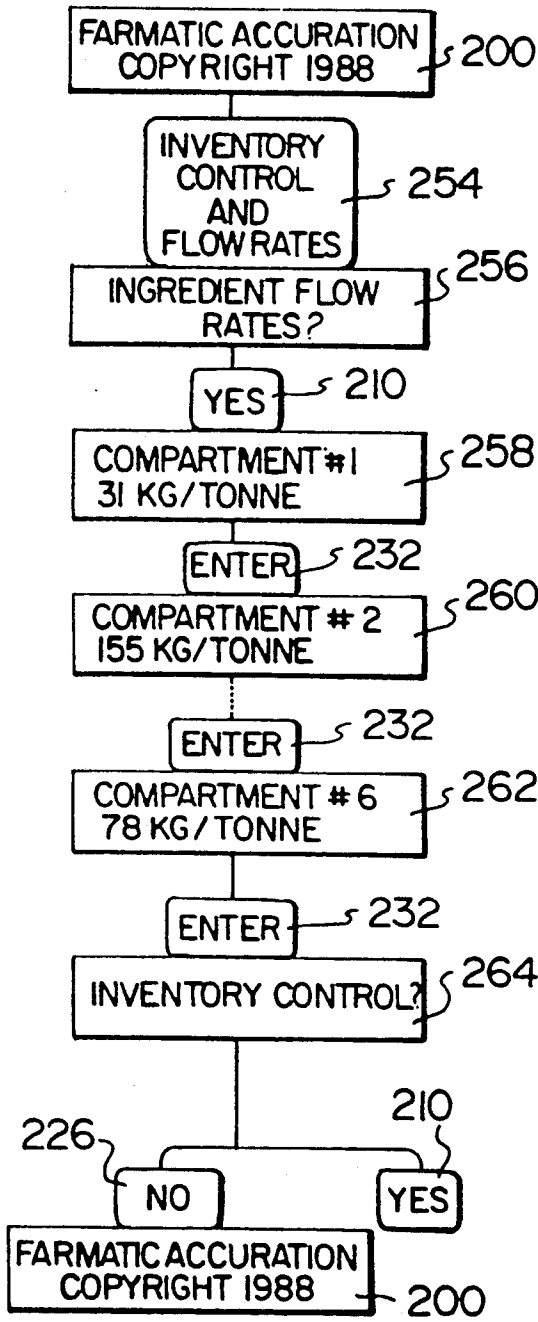 FARMATIC ACCURATION
COPYRIGHT 1988
200
INVENTORY
CONTROL
AND
FLOW RATES
254
INGREDIENT FLOW
RATES?
256
YES
210
COMPARTMENT #1
31 KG/TONNE
258
ENTER
232
COMPARTMENT # 2
155 KG/TONNE
260
ENTER
232
COMPARTMENT # 6
78 KG/TONNE
262
ENTER
232
INVENTORY CONTROL?
264
226
NO
210
YES
FARMATIC ACCURATION
COPYRIGHT 1988
200